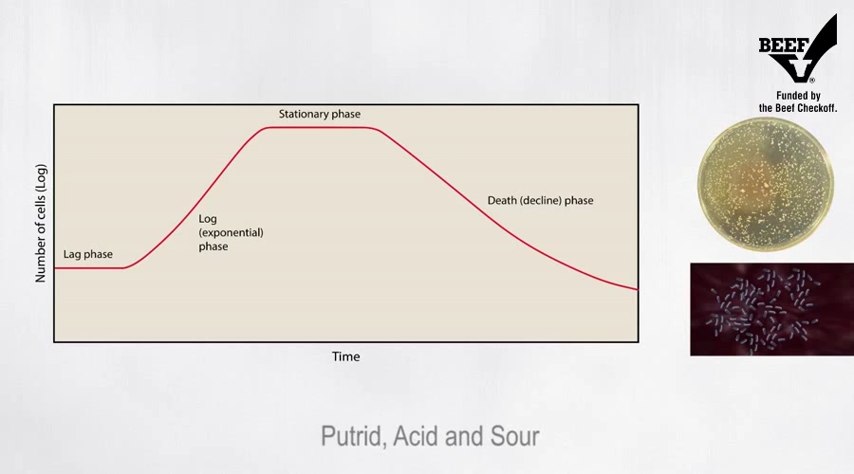 BEEF
®
Funded by
the Beef Checkoff.
Stationary phase
Death (decline) phase
Log
(exponential)
phase
Lag phase
Number of cells (Log)
Time
Putrid, Acid and Sour